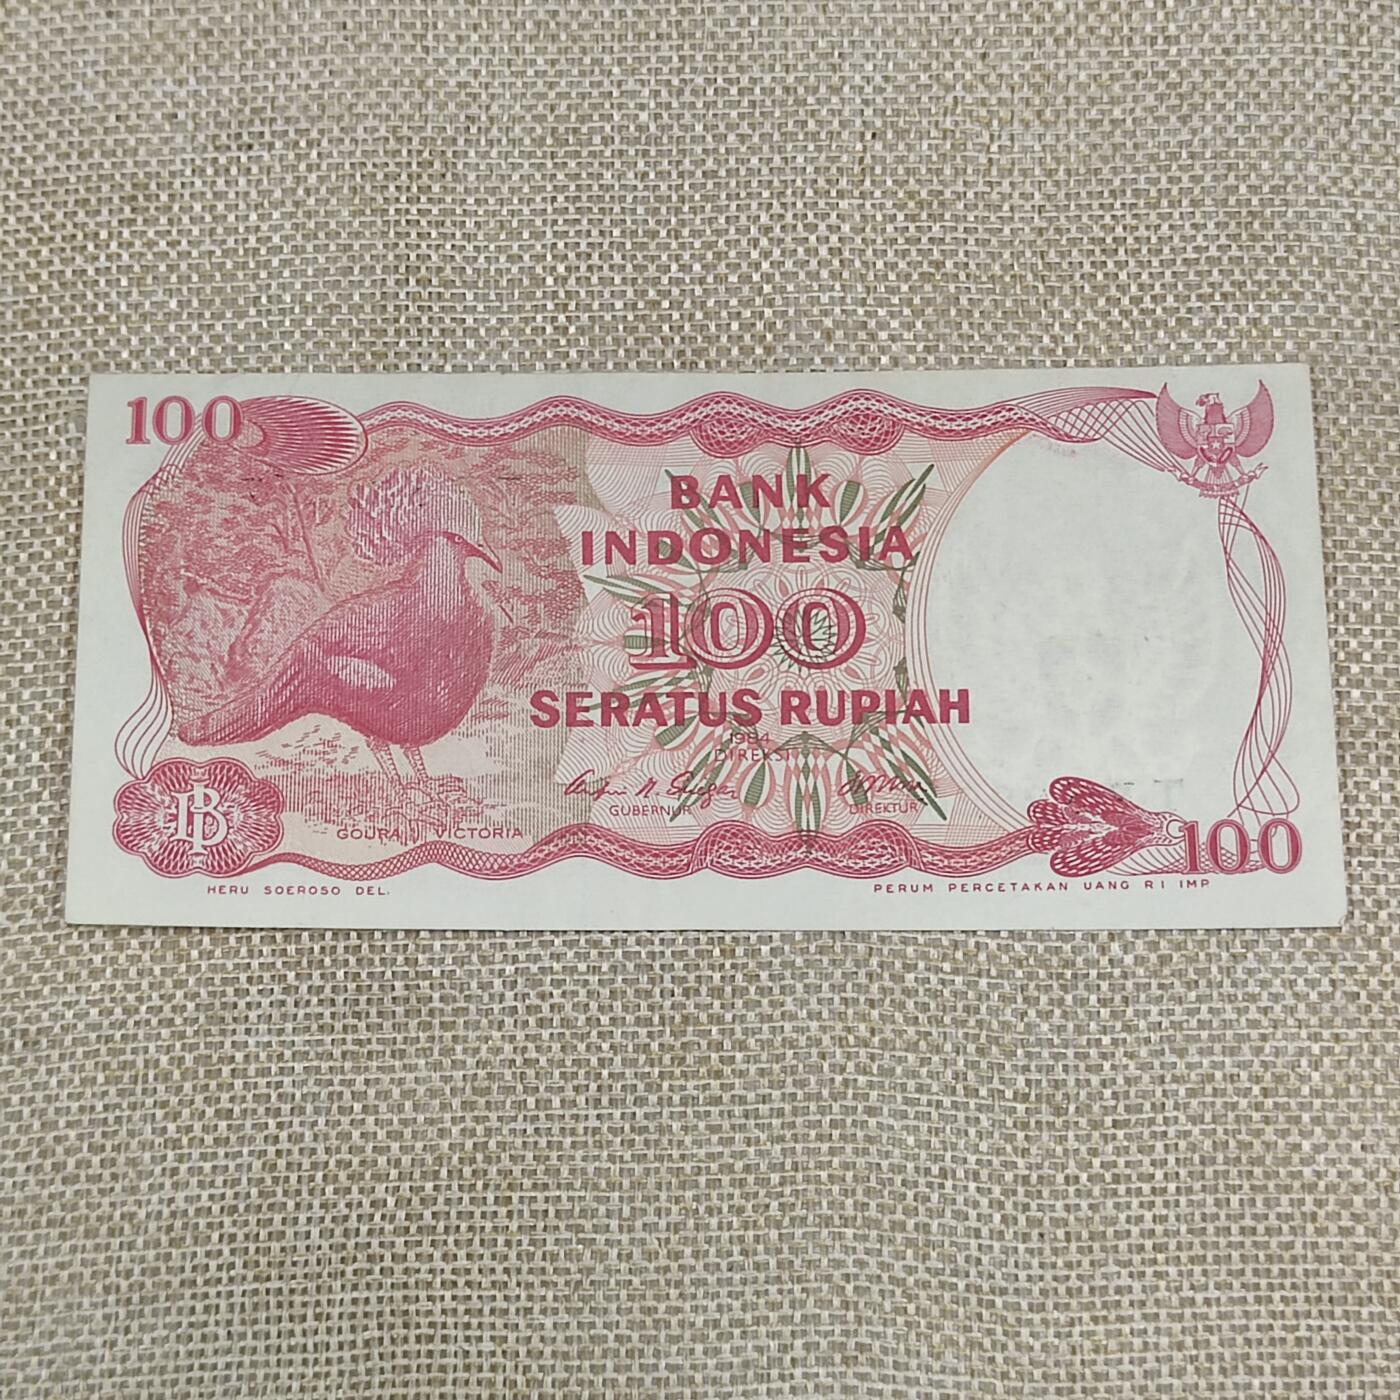 100
BANK
INDONESIA
100
SERATUS RUPIAH
1984
DIREKSI
GUBERNUR
DIREKTUR
GOURA VICTORIA
100
HERU SOEROSO DEL.
PERUM PERCETAKAN UANG RI IMP